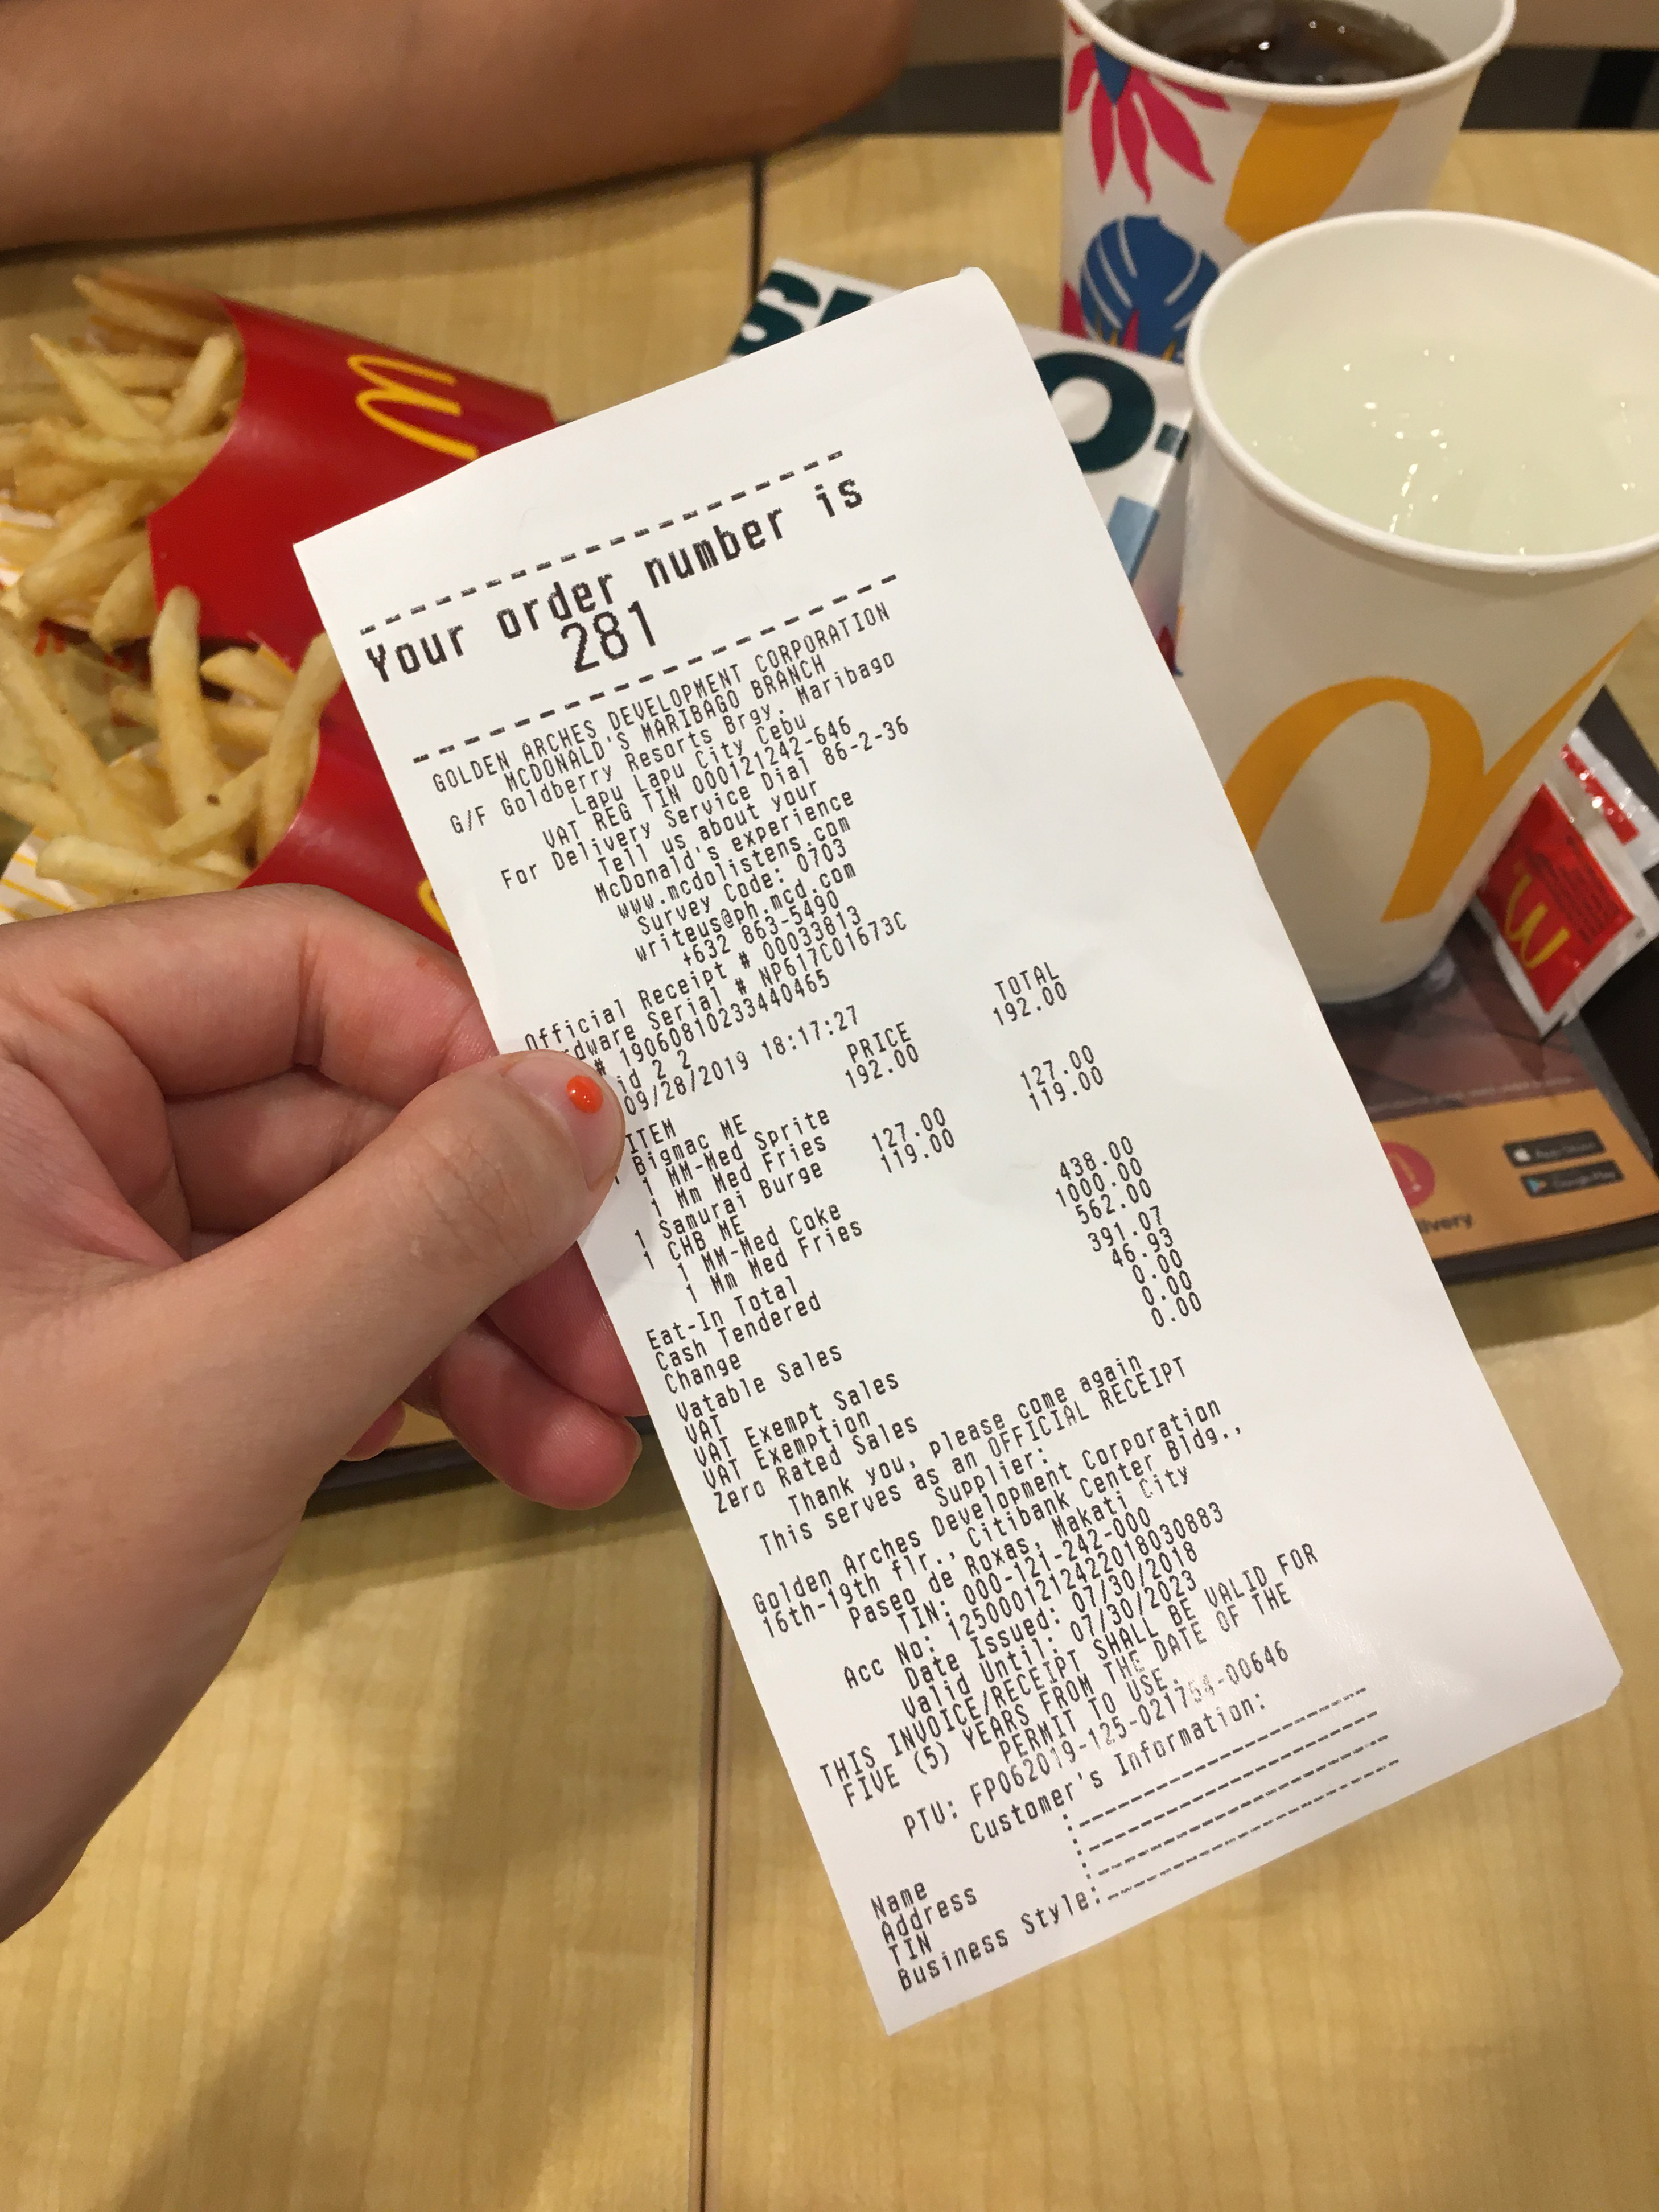 Your order number is
281
GOLDEN ARCHES DEVELOPMENT CORPORATION
MCDONALD'S MARIBAGO BRANCH
G/F Goldberry Resorts Brgy. Maribago
Lapu Lapu City Cebu
VAT REG TIN 000121242-646
For Delivery Service Dial 86-2-36
Tell us about your
McDonald's experience
www.mcdolistens.com
Survey Code: 0703
writeus@ph.mcd.com
+632 863-5490
Official Receipt # 00033813
Serial # NP617C01673C
# 19060810233440465
2 2
09/28/2019 18:17:27
ITEM PRICE TOTAL
Bigmac ME 192.00 192.00
1 MM-Med Sprite
1 Mm Med Fries
1 Samurai Burge 127.00 127.00
1 CHB ME 119.00 119.00
1 MM-Med Coke
1 Mm Med Fries
Eat-In Total 438.00
Cash Tendered 1000.00
Change 562.00
Vatable Sales 391.07
VAT 46.93
VAT Exempt Sales 0.00
VAT Exemption 0.00
Zero Rated Sales 0.00
Thank you, please come again
This serves as an OFFICIAL RECEIPT
Supplier:
Golden Arches Development Corporation
16th-19th flr., Citibank Center Bldg.,
Paseo de Roxas, Makati City
TIN: 000-121-242-000
Acc No: 1250001212422018030883
Date Issued: 07/30/2018
Valid Until: 07/30/2023
THIS INVOICE/RECEIPT SHALL BE VALID FOR
FIVE (5) YEARS FROM THE DATE OF THE
PERMIT TO USE.
PTU: FP062019-125-021754-00646
Customer's Information:
Name :
Address :
TIN :
Business Style:
App Store
Google Play